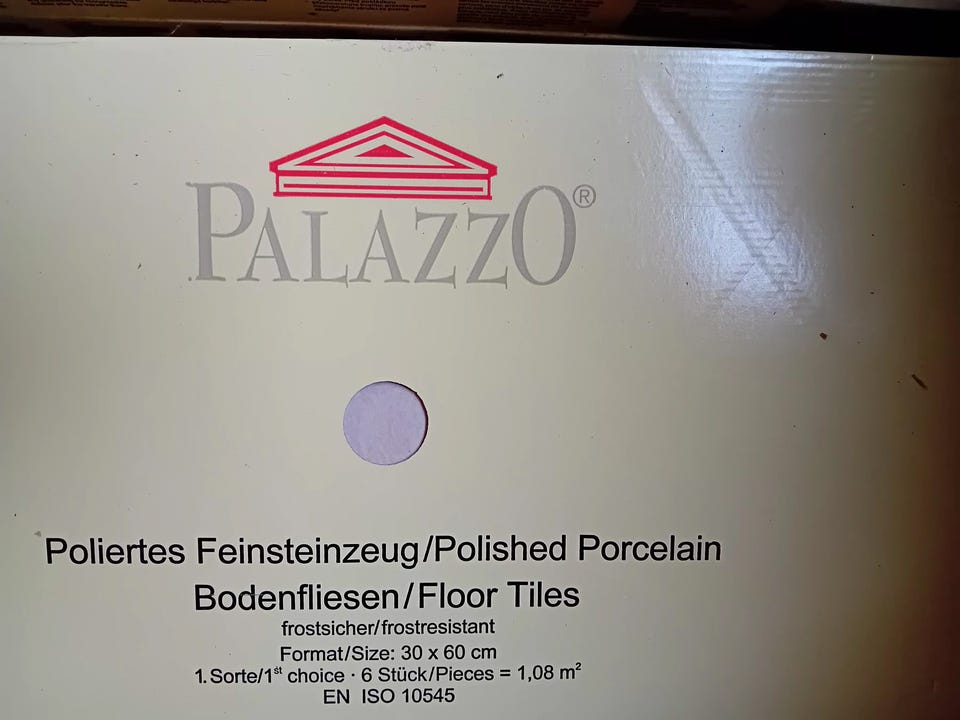 PALAZZO®
Poliertes Feinsteinzeug/Polished Porcelain
Bodenfliesen/Floor Tiles
frostsicher/frostresistant
Format/Size: 30 x 60 cm
1. Sorte/1st choice · 6 Stück/Pieces = 1,08 m²
EN ISO 10545